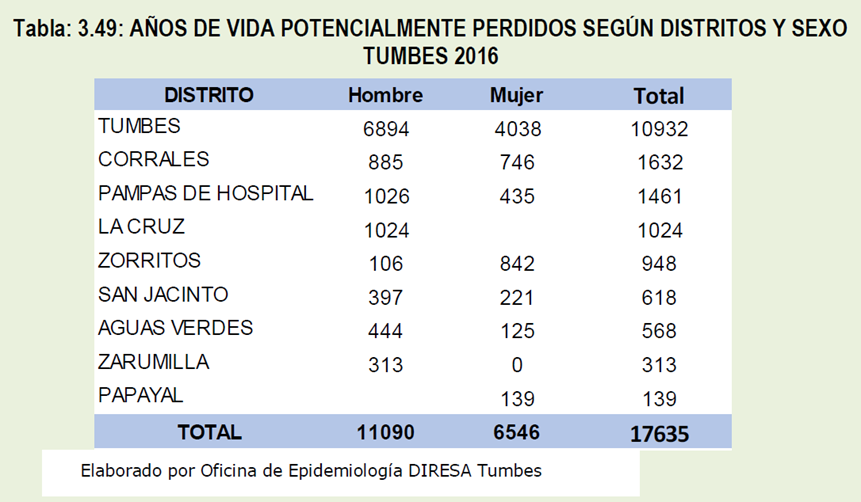 Tabla: 3.49: AÑOS DE VIDA POTENCIALMENTE PERDIDOS SEGÚN DISTRITOS Y SEXO
TUMBES 2016
DISTRITO Hombre Mujer Total
TUMBES 6894 4038 10932
CORRALES 885 746 1632
PAMPAS DE HOSPITAL 1026 435 1461
LA CRUZ 1024 1024
ZORRITOS 106 842 948
SAN JACINTO 397 221 618
AGUAS VERDES 444 125 568
ZARUMILLA 313 0 313
PAPAYAL 139 139
TOTAL 11090 6546 17635
Elaborado por Oficina de Epidemiología DIRESA Tumbes